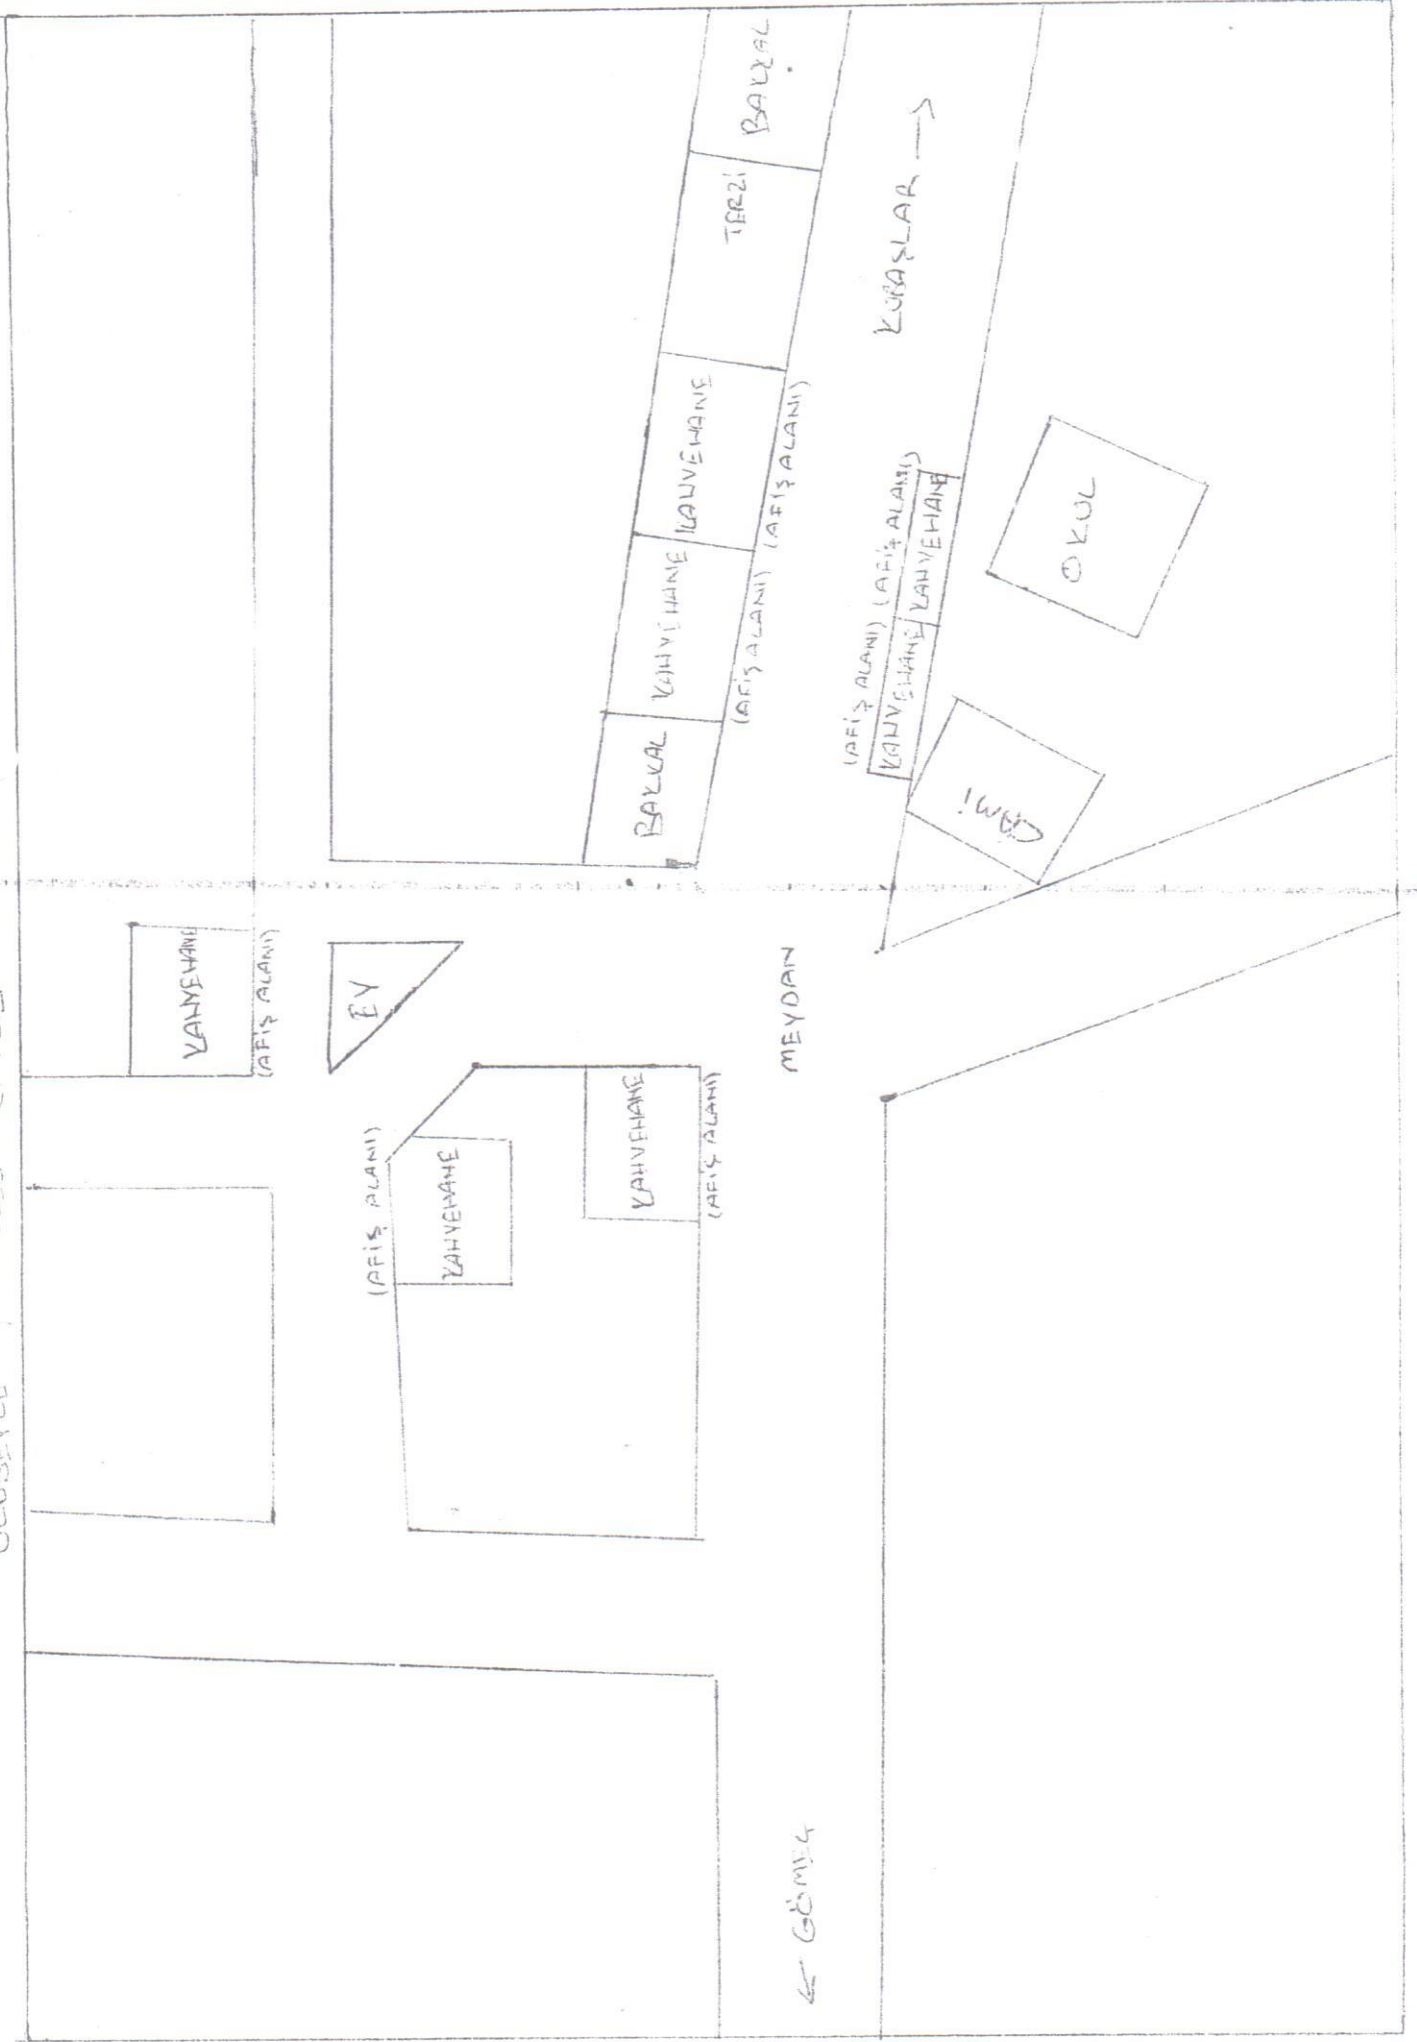 KAHVEHANE
(AFİŞ ALANI)
EV
(AFİŞ ALANI)
KAHVEHANE
KAHVEHANE
(AFİŞ ALANI)
BAKKAL
KAHVEHANE
KAHVEHANE
TERZİ
BAKKAL
(AFİŞ ALANI) (AFİŞ ALANI)
← GÖMEÇ
MEYDAN
KUBAŞLAR →
(AFİŞ ALANI) (AFİŞ ALANI)
KAHVEHANE KAHVEHANE
CAMİ
OKUL